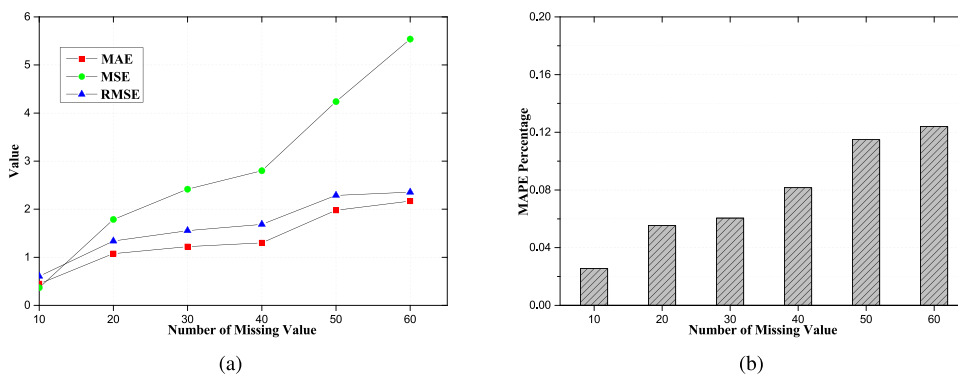 6
5
4
3
2
1
0
Value
MAE
MSE
RMSE
10 20 30 40 50 60
Number of Missing Value
(a)
0.20
0.16
0.12
0.08
0.04
0.00
MAPE Percentage
10 20 30 40 50 60
Number of Missing Value
(b)